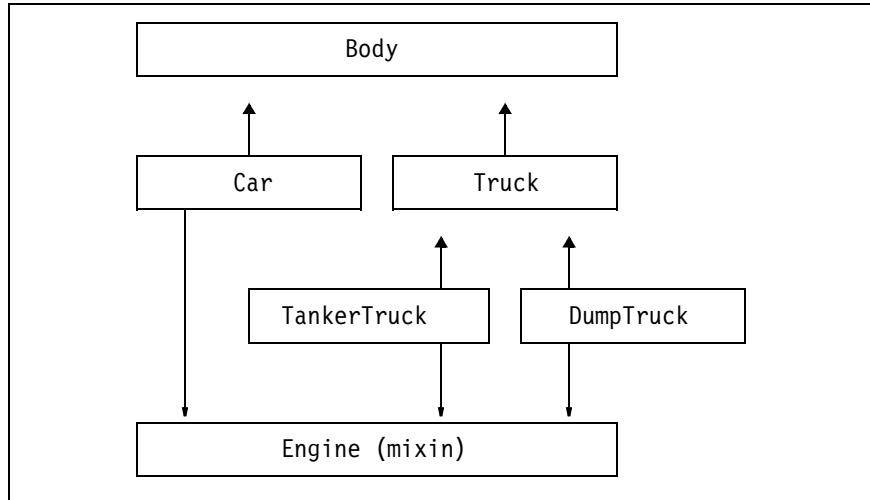 Body
Car
Truck
TankerTruck
DumpTruck
Engine (mixin)